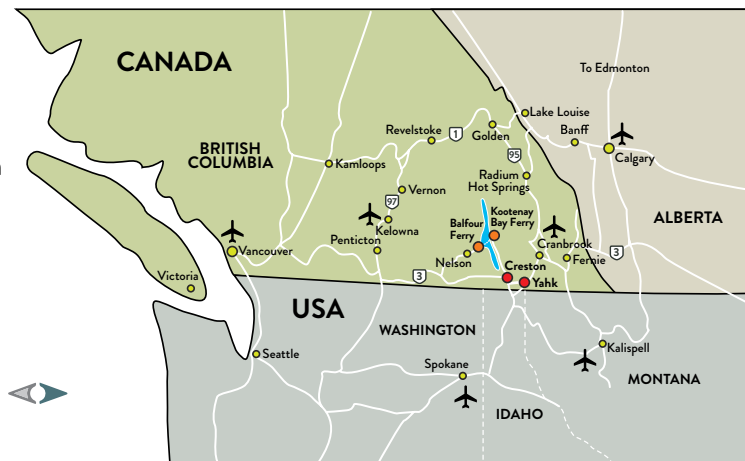 CANADA
To Edmonton
Lake Louise
Revelstoke
1
Golden
Banff
BRITISH
COLUMBIA
Calgary
95
Kamloops
Radium
Hot Springs
Vernon
97
Kootenay
Bay Ferry
ALBERTA
Kelowna
Balfour
Ferry
Penticton
Cranbrook
Vancouver
Nelson
Fernie
3
Creston
3
Victoria
Yahk
USA
WASHINGTON
Kalispell
Seattle
Spokane
MONTANA
IDAHO